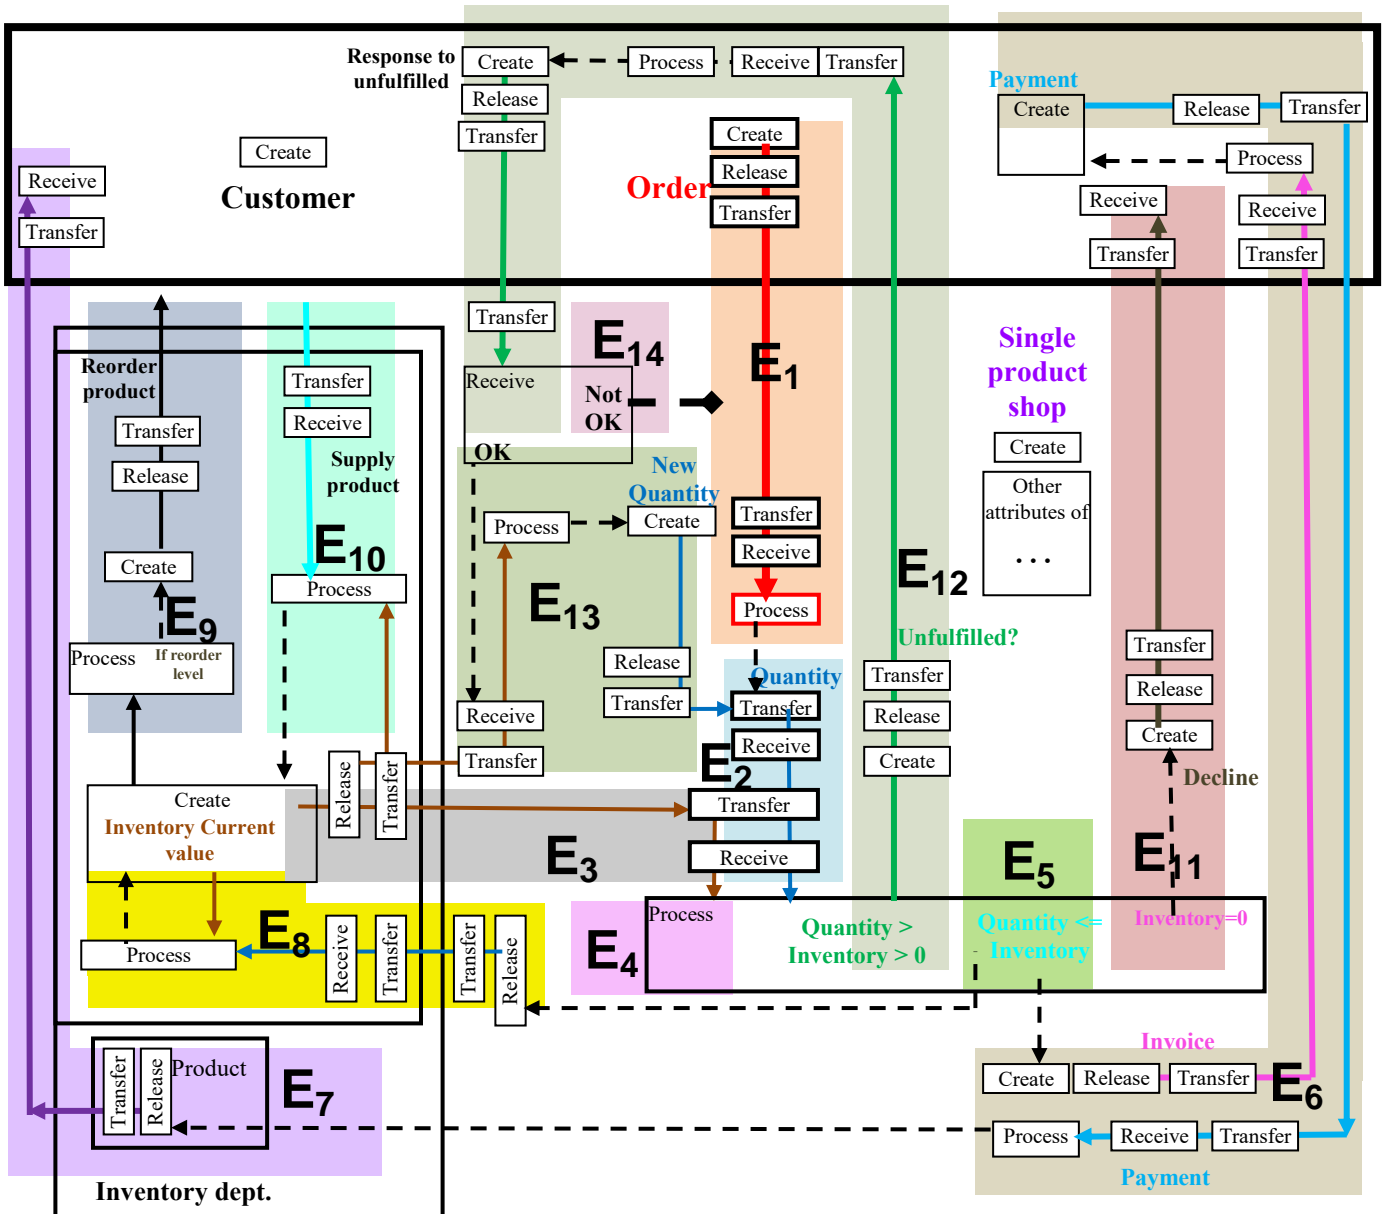 Response to
unfulfilled
Create
Process
Receive
Transfer
Release
Transfer
Payment
Create
Release
Transfer
Create
Customer
Receive
Transfer
Order
Create
Release
Transfer
Process
Receive
Receive
Transfer
Transfer
Reorder
product
Transfer
Release
Create
E9
Process
If reorder
level
Transfer
Receive
Supply
product
E10
Process
Transfer
Receive
Not
OK
OK
E14
E1
Single
product
shop
Create
Other
attributes of
. . .
New
Quantity
Process
Create
E13
Release
Transfer
Receive
Transfer
Transfer
Receive
Process
Quantity
Transfer
Receive
E2
Transfer
Receive
E12
Unfulfilled?
Transfer
Release
Create
Transfer
Release
Create
Decline
E11
Release
Transfer
Create
Inventory Current
value
E3
E5
E4
Process
Quantity >
Inventory > 0
Quantity <=
Inventory
Inventory=0
Process
E8
Receive
Transfer
Transfer
Release
Transfer
Release
Product
E7
Invoice
Create
Release
Transfer
E6
Process
Receive
Transfer
Payment
Inventory dept.